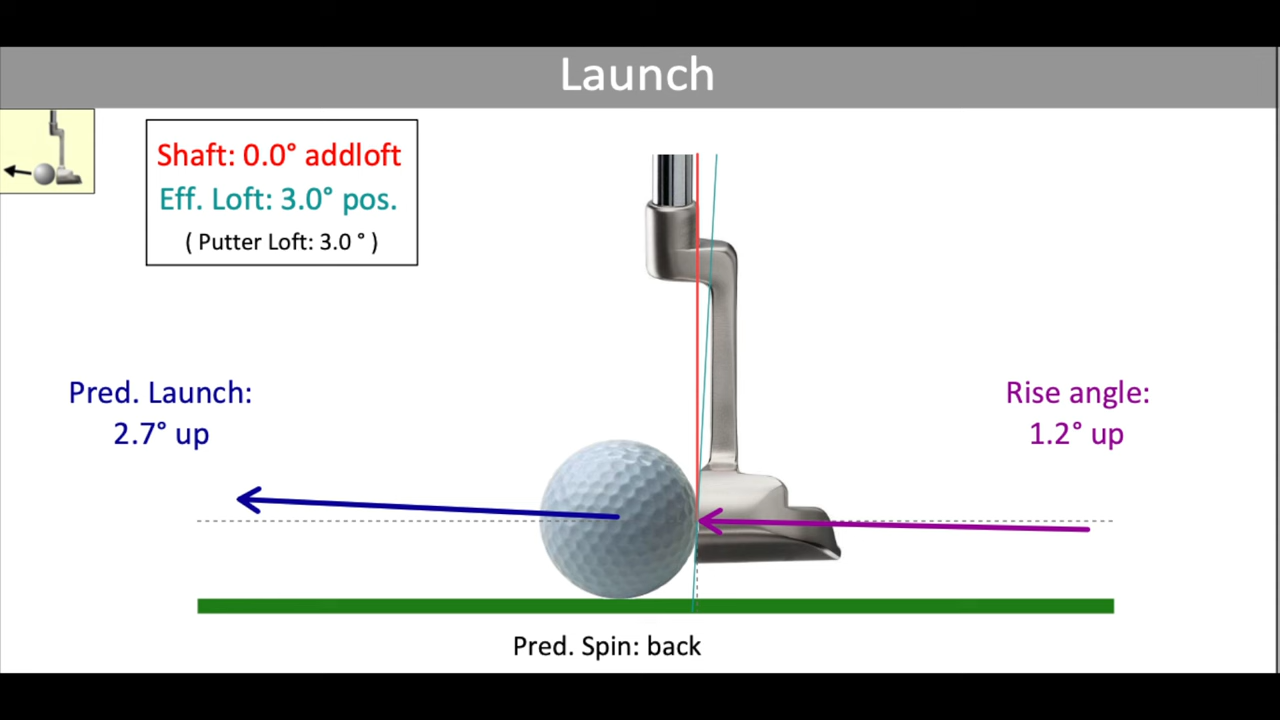 Launch
Shaft: 0.0° addloft
Eff. Loft: 3.0° pos.
( Putter Loft: 3.0 ° )
Pred. Launch:
2.7° up
Rise angle:
1.2° up
Pred. Spin: back